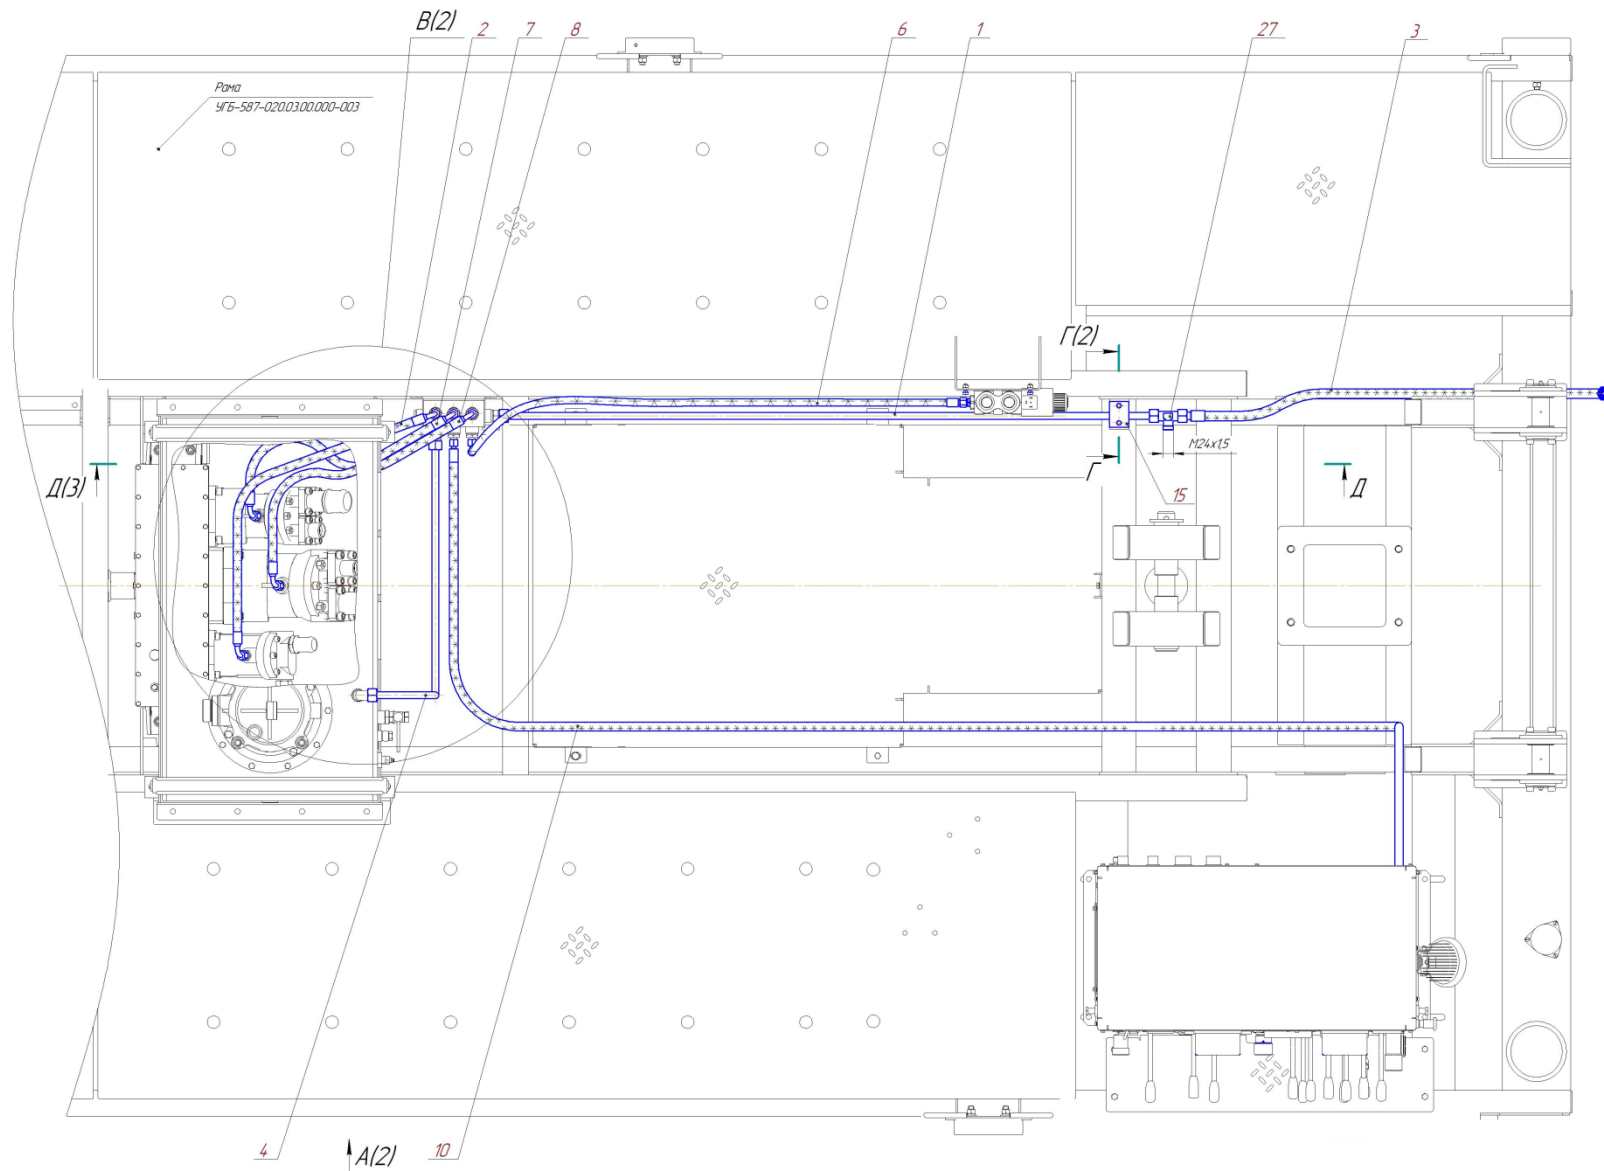 В(2) 2 7 8 6 1 27 3
Рама
УГБ-587-020.03.00.000-003
Г(2)
М24х1,5
Д(3) Г 15 Д
4 А(2) 10